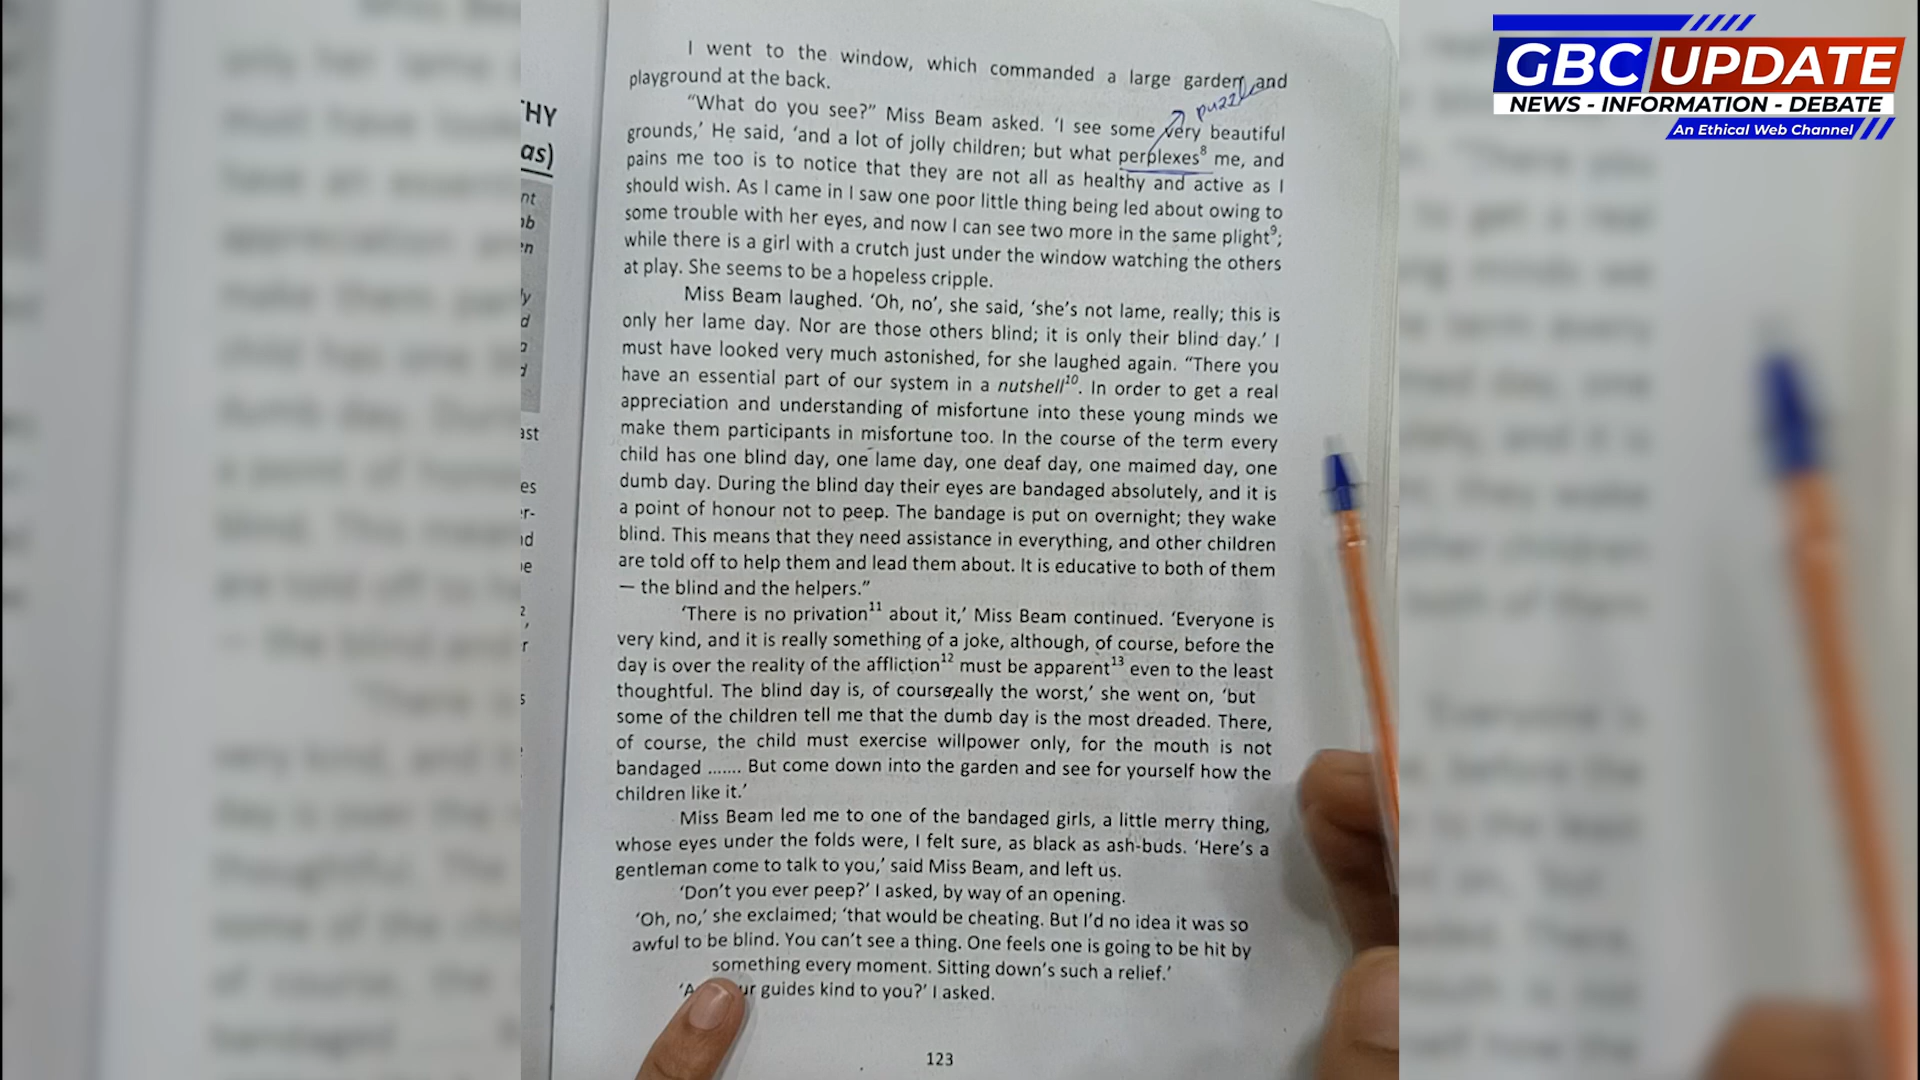 GBC UPDATE
NEWS - INFORMATION - DEBATE
An Ethical Web Channel
I went to the window, which commanded a large garden and
playground at the back.
puzzle
“What do you see?” Miss Beam asked. ‘I see some very beautiful
grounds,’ He said, ‘and a lot of jolly children; but what perplexes8 me, and
pains me too is to notice that they are not all as healthy and active as I
should wish. As I came in I saw one poor little thing being led about owing to
some trouble with her eyes, and now I can see two more in the same plight9;
while there is a girl with a crutch just under the window watching the others
at play. She seems to be a hopeless cripple.
Miss Beam laughed. ‘Oh, no’, she said, ‘she’s not lame, really; this is
only her lame day. Nor are those others blind; it is only their blind day.’ I
must have looked very much astonished, for she laughed again. “There you
have an essential part of our system in a nutshell10. In order to get a real
appreciation and understanding of misfortune into these young minds we
make them participants in misfortune too. In the course of the term every
child has one blind day, one lame day, one deaf day, one maimed day, one
dumb day. During the blind day their eyes are bandaged absolutely, and it is
a point of honour not to peep. The bandage is put on overnight; they wake
blind. This means that they need assistance in everything, and other children
are told off to help them and lead them about. It is educative to both of them
— the blind and the helpers.”
‘There is no privation11 about it,’ Miss Beam continued. ‘Everyone is
very kind, and it is really something of a joke, although, of course, before the
day is over the reality of the affliction12 must be apparent13 even to the least
thoughtful. The blind day is, of course,really the worst,’ she went on, ‘but
some of the children tell me that the dumb day is the most dreaded. There,
of course, the child must exercise willpower only, for the mouth is not
bandaged ....... But come down into the garden and see for yourself how the
children like it.’
Miss Beam led me to one of the bandaged girls, a little merry thing,
whose eyes under the folds were, I felt sure, as black as ash-buds. ‘Here’s a
gentleman come to talk to you,’ said Miss Beam, and left us.
‘Don’t you ever peep?’ I asked, by way of an opening.
‘Oh, no,’ she exclaimed; ‘that would be cheating. But I’d no idea it was so
awful to be blind. You can’t see a thing. One feels one is going to be hit by
something every moment. Sitting down’s such a relief.’
guides kind to you?’ I asked.
123